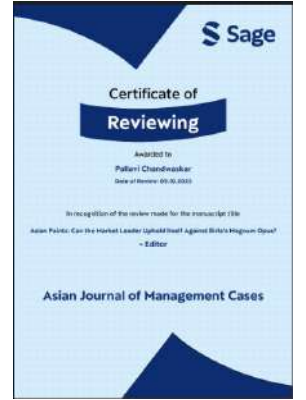 Sage
Certificate of
Reviewing
Awarded to
Pallavi Chandwaskar
Date of Review:
In recognition of the review made for the manuscript title
Asian Paints: Can the Market Leader Uphold Itself Against Birla's Magnum Opus?
- Editor
Asian Journal of Management Cases